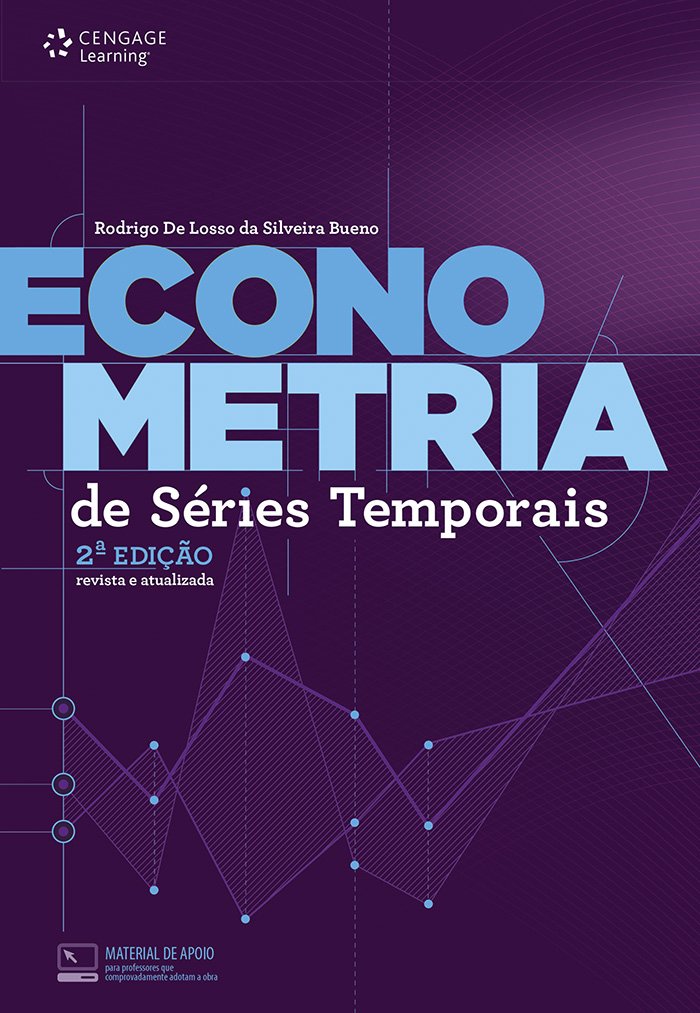 CENGAGE
Learning®
Rodrigo De Losso da Silveira Bueno
ECONO
METRIA
de Séries Temporais
2ª EDIÇÃO
revista e atualizada
MATERIAL DE APOIO
para professores que
comprovadamente adotam a obra